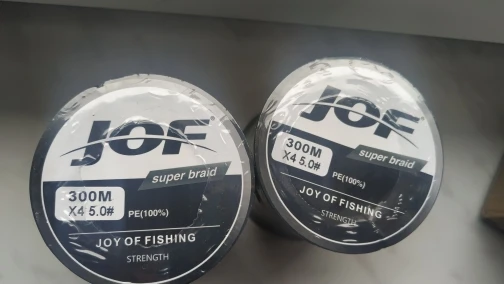 JOF
super braid
300M
X4 5.0#
PE(100%)
JOY OF FISHING
STRENGTH
JOF
super braid
300M
X4 5.0#
PE(100%)
JOY OF FISHING
STRENGTH